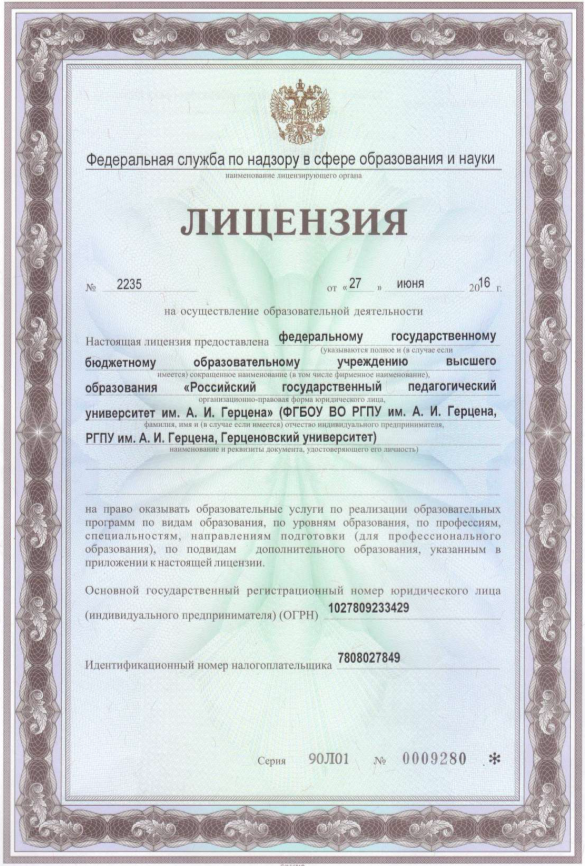 Федеральная служба по надзору в сфере образования и науки
наименование лицензирующего органа
ЛИЦЕНЗИЯ
№ 2235 от «27 » июня 2016 г.
на осуществление образовательной деятельности
Настоящая лицензия предоставлена федеральному государственному
(указываются полное и (в случае если
бюджетному образовательному учреждению высшего
имеется) сокращенное наименование (в том числе фирменное наименование),
образования «Российский государственный педагогический
организационно-правовая форма юридического лица,
университет им. А. И. Герцена» (ФГБОУ ВО РГПУ им. А. И. Герцена,
фамилия, имя и (в случае если имеется) отчество индивидуального предпринимателя,
РГПУ им. А. И. Герцена, Герценовский университет)
наименование и реквизиты документа, удостоверяющего его личность)
на право оказывать образовательные услуги по реализации образовательных
программ по видам образования, по уровням образования, по профессиям,
специальностям, направлениям подготовки (для профессионального
образования), по подвидам дополнительного образования, указанным в
приложении к настоящей лицензии.
Основной государственный регистрационный номер юридического лица
(индивидуального предпринимателя) (ОГРН) 1027809233429
Идентификационный номер налогоплательщика 7808027849
Серия 90Л01 № 0009280 *